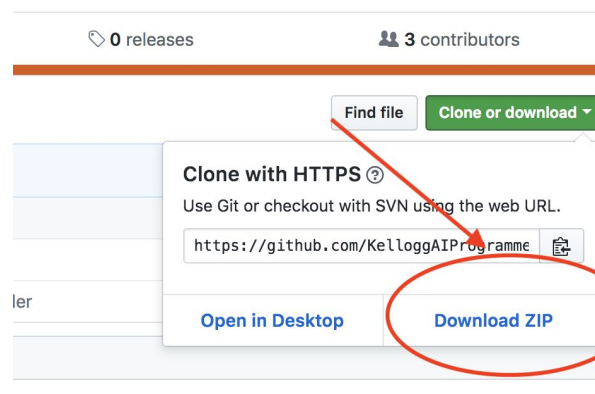 0 releases
3 contributors
Find file
Clone or download
Clone with HTTPS
Use Git or checkout with SVN using the web URL.
https://github.com/KelloggAIProgramme
Open in Desktop
Download ZIP
ler